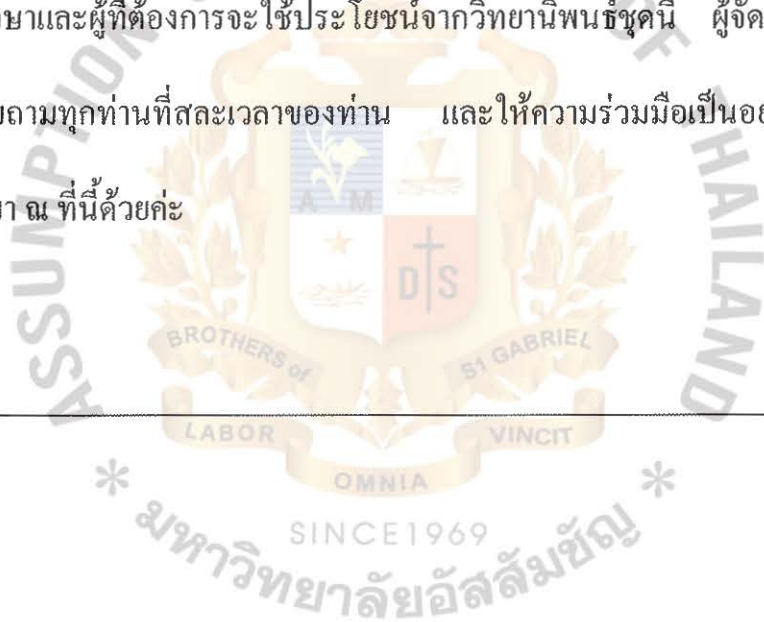 ษาและผู้ที่ต้องการจะใช้ประโยชน์จากวิทยานิพนธ์ชุดนี้ ผู้จัด
ถามทุกท่านที่สละเวลาของท่าน และให้ความร่วมมือเป็นอย
ณ ที่นี้ด้วยค่ะ
ASSUMPTION
OF THAILAND
A M
D S
BROTHERS of ST GABRIEL
LABOR
VINCIT
OMNIA
SINCE1969
* มหาวิทยาลัยอัสสัมชัญ *